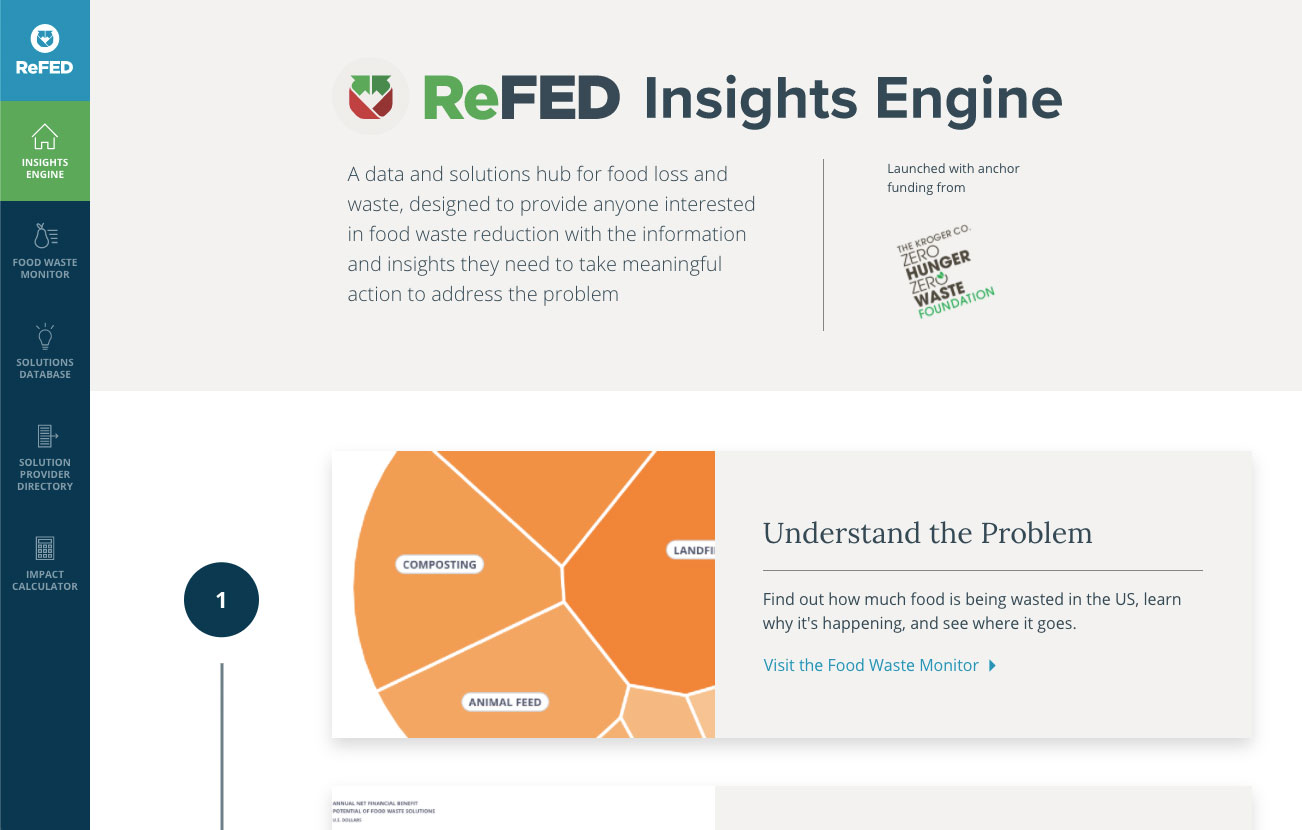 ReFED
INSIGHTS
ENGINE
FOOD WASTE
MONITOR
SOLUTIONS
DATABASE
SOLUTION
PROVIDER
DIRECTORY
IMPACT
CALCULATOR
ReFED Insights Engine
A data and solutions hub for food loss and
waste, designed to provide anyone interested
in food waste reduction with the information
and insights they need to take meaningful
action to address the problem
Launched with anchor
funding from
THE KROGER CO.
ZERO
HUNGER
ZERO
WASTE
FOUNDATION
1
COMPOSTING
LANDFI
ANIMAL FEED
Understand the Problem
Find out how much food is being wasted in the US, learn
why it's happening, and see where it goes.
Visit the Food Waste Monitor
ANNUAL NET FINANCIAL BENEFIT
POTENTIAL OF FOOD WASTE SOLUTIONS
U.S. DOLLARS